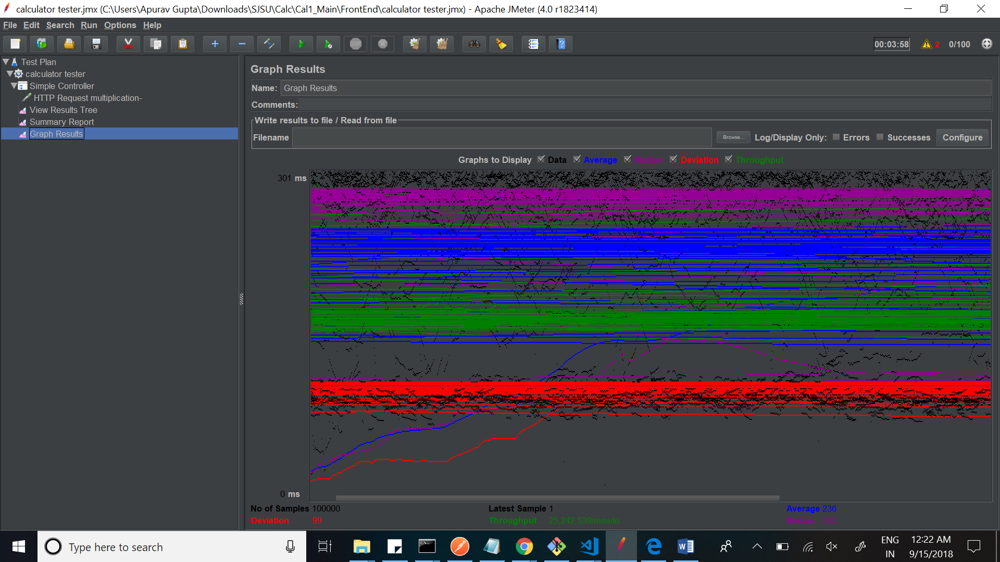 calculator tester.jmx (C:\Users\Apurav Gupta\Downloads\SJSU\Calc\Cal1_Main\FrontEnd\calculator tester.jmx) - Apache JMeter (4.0 r1823414)
File Edit Search Run Options Help
STOP
00:03:58 2 0/100
Test Plan
calculator tester
Simple Controller
HTTP Request multiplication-
View Results Tree
Summary Report
Graph Results
Graph Results
Name: Graph Results
Comments:
Write results to file / Read from file
Filename Browse... Log/Display Only: Errors Successes Configure
Graphs to Display Data Average Median Deviation Throughput
301 ms
0 ms
No of Samples 100000 Latest Sample 1 Average 236
Deviation 99 Throughput 25,242.539/minute Median 282
Type here to search
ENG
IN
12:22 AM
9/15/2018